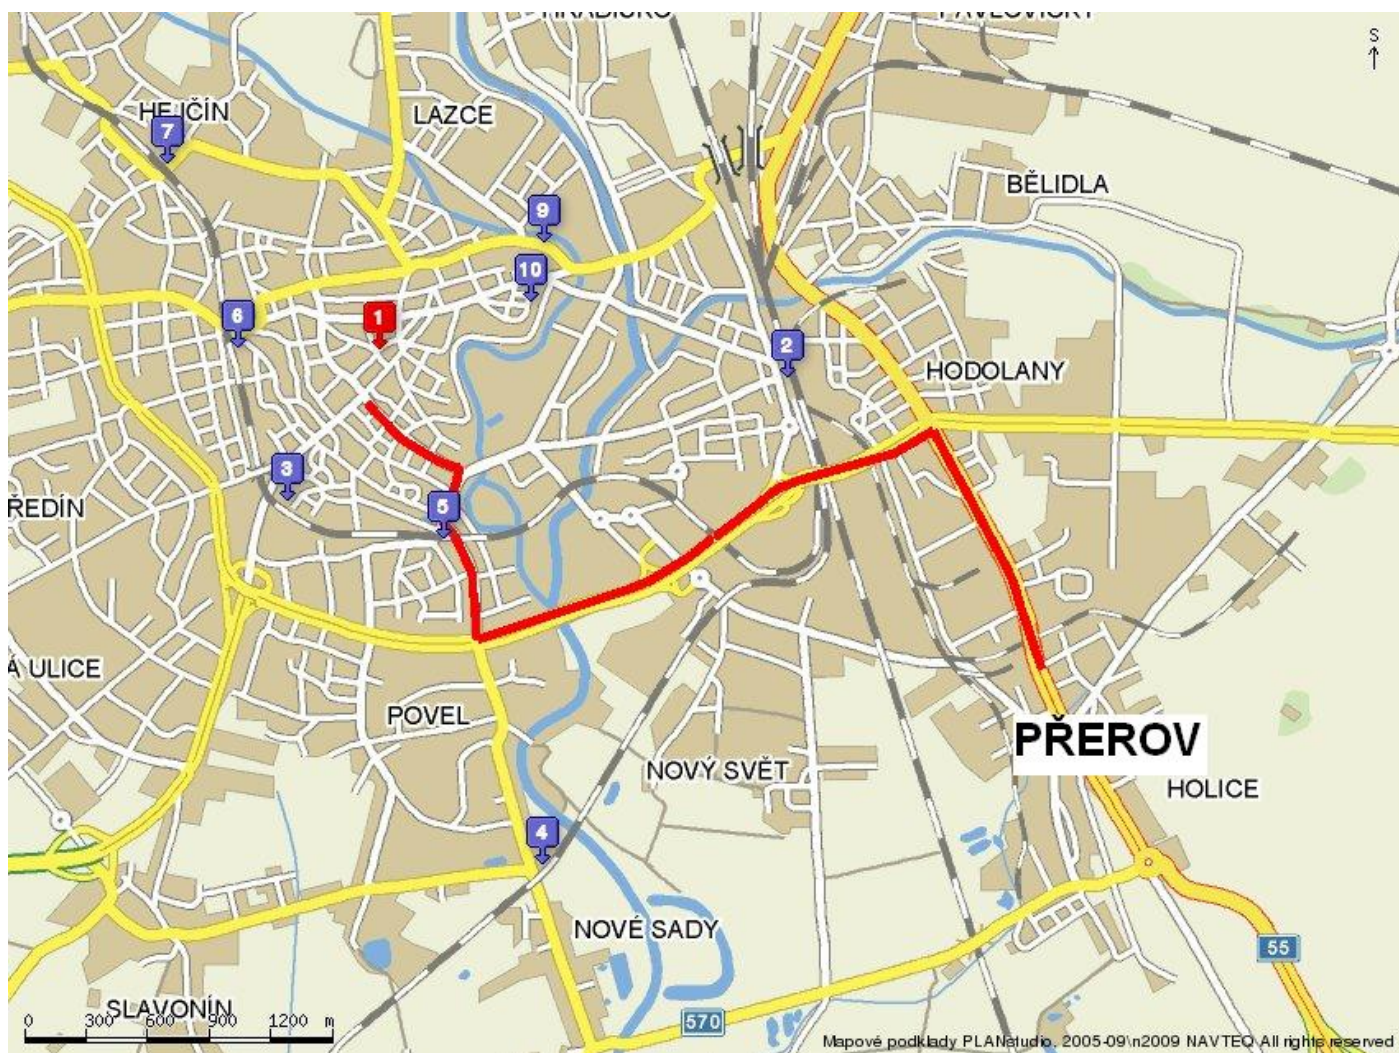 S
HEJČÍN
7
LAZCE
BĚLIDLA
9
10
6
1
2
HODOLANY
3
5
ŘEDÍN
Á ULICE
POVEL
PŘEROV
NOVÝ SVĚT
HOLICE
4
NOVÉ SADY
55
SLAVONÍN
570
0 300 600 900 1200 m
Mapové podklady PLANstudio, 2005-09\n2009 NAVTEQ All rights reserved